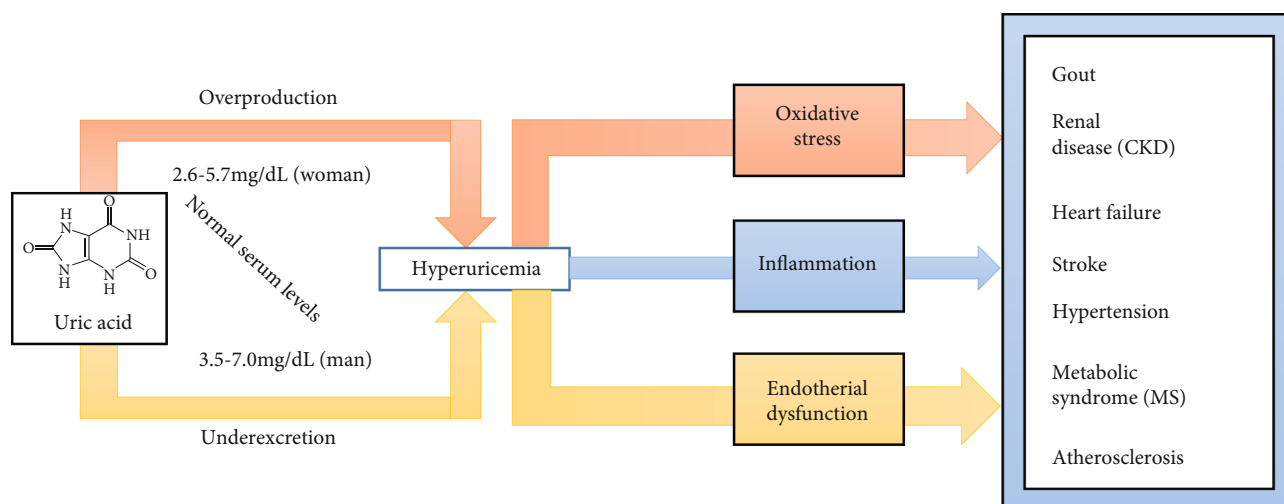 Overproduction
2.6-5.7mg/dL (woman)
Normal serum levels
3.5-7.0mg/dL (man)
Underexcretion
O
H
N
NH
O
N
H
N
H
O
Uric acid
Hyperuricemia
Oxidative
stress
Inflammation
Endotherial
dysfunction
Gout
Renal
disease (CKD)
Heart failure
Stroke
Hypertension
Metabolic
syndrome (MS)
Atherosclerosis